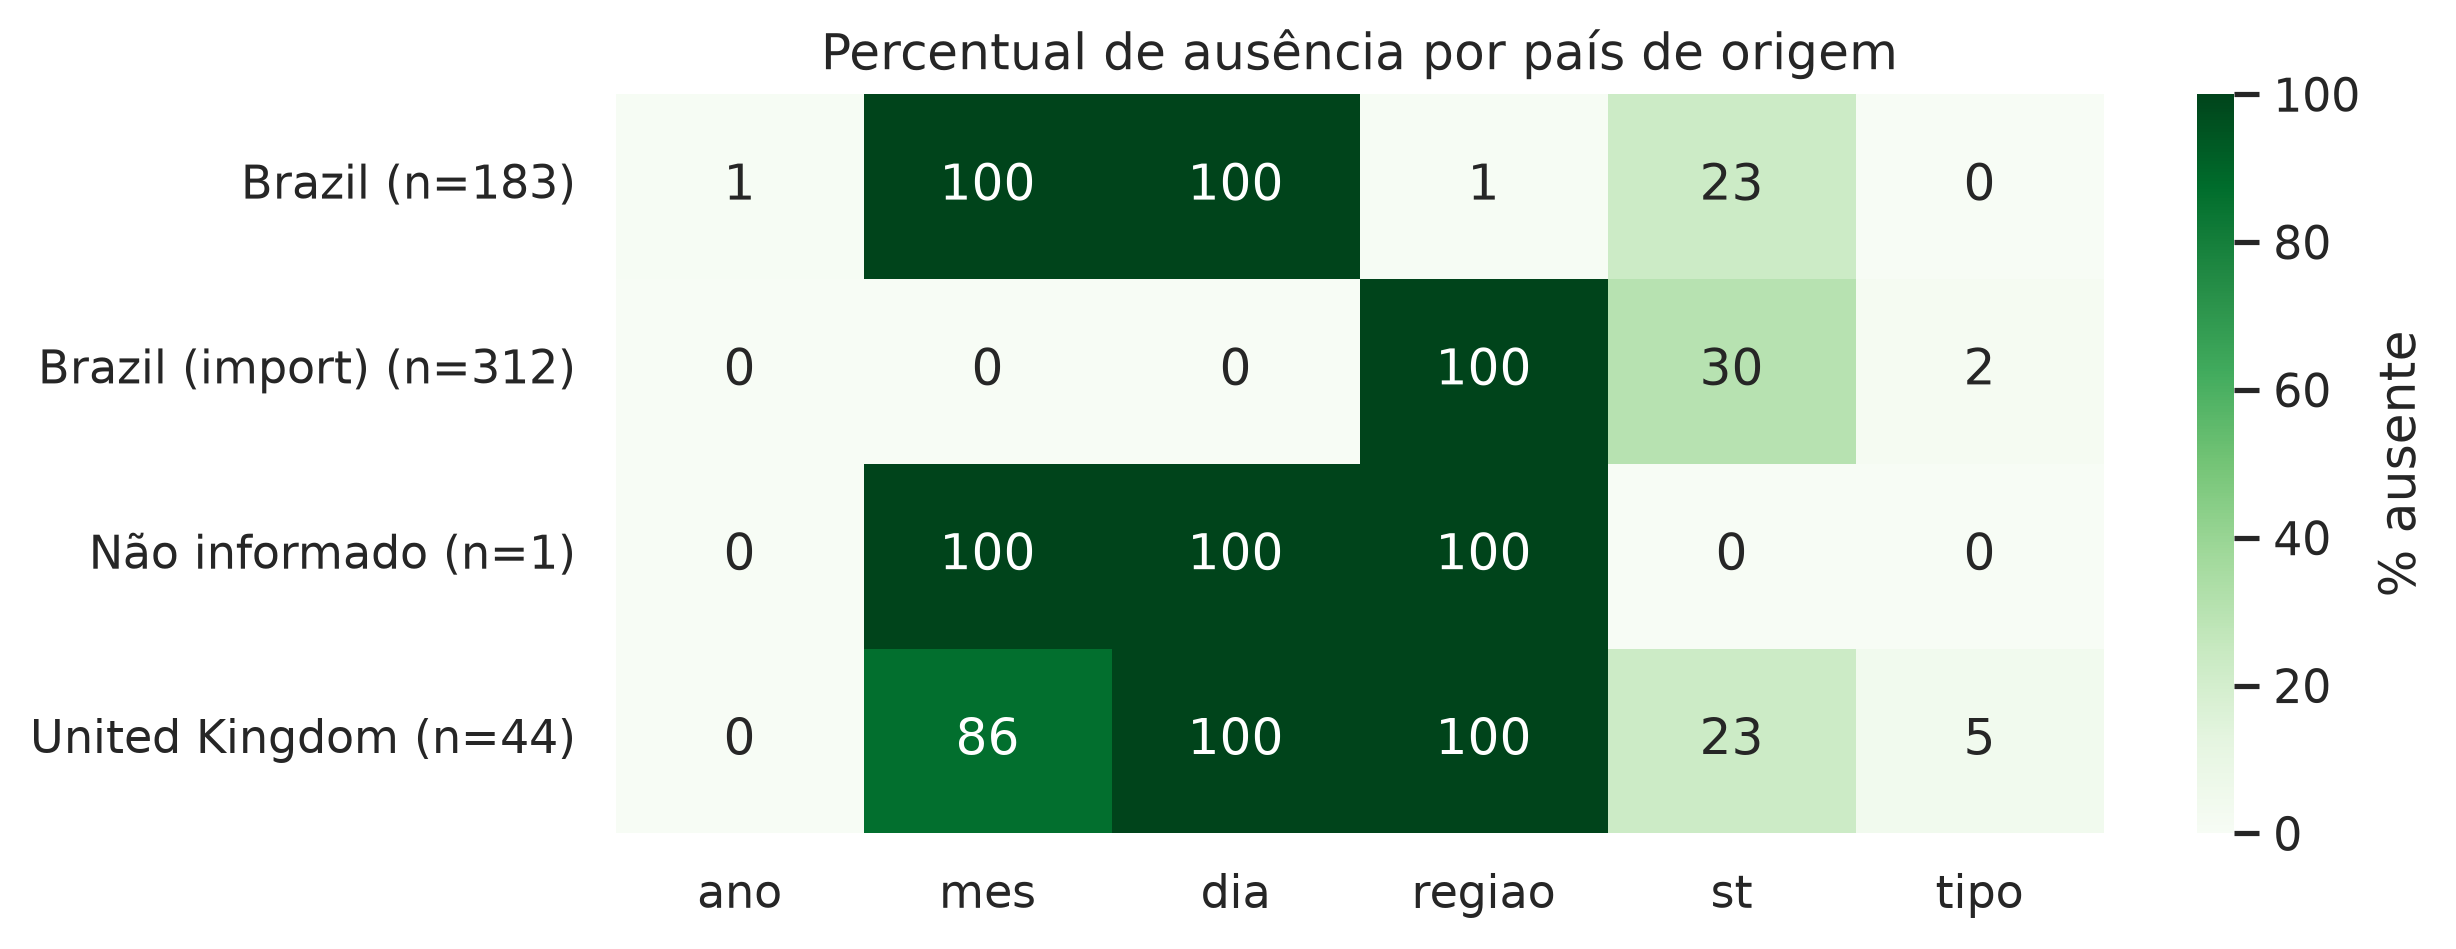 Percentual de ausência por país de origem
Brazil (n=183) 1 100 100 1 23 0
Brazil (import) (n=312) 0 0 0 100 30 2
Não informado (n=1) 0 100 100 100 0 0
United Kingdom (n=44) 0 86 100 100 23 5
ano mes dia regiao st tipo
100
80
60
40
20
0
% ausente